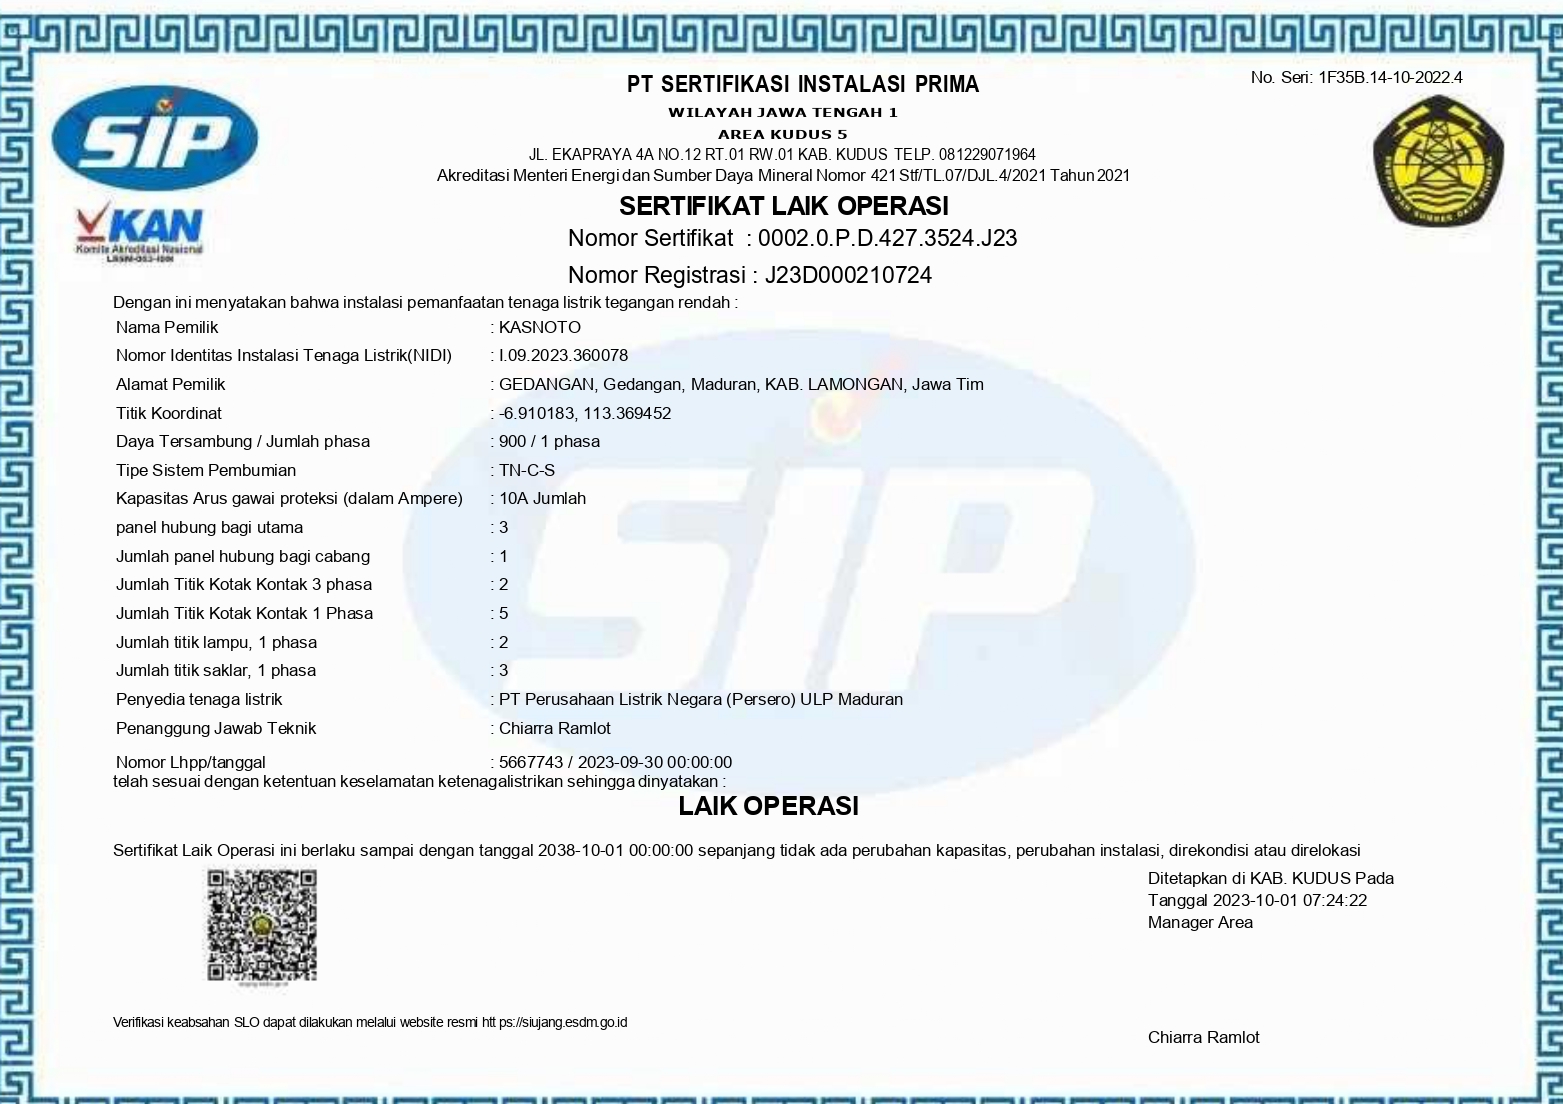 PT SERTIFIKASI INSTALASI PRIMA
No. Seri: 1F35B.14-10-2022.4
WILAYAH JAWA TENGAH 1
AREA KUDUS 5
JL. EKAPRAYA 4A NO.12 RT.01 RW.01 KAB. KUDUS TELP. 081229071964
Akreditasi Menteri Energi dan Sumber Daya Mineral Nomor 421 Stf/TL.07/DJL.4/2021 Tahun 2021
SIP
KAN
Komite Akreditasi Nasional
SERTIFIKAT LAIK OPERASI
Nomor Sertifikat : 0002.0.P.D.427.3524.J23
Nomor Registrasi : J23D000210724
Dengan ini menyatakan bahwa instalasi pemanfaatan tenaga listrik tegangan rendah :
Nama Pemilik : KASNOTO
Nomor Identitas Instalasi Tenaga Listrik(NIDI) : I.09.2023.360078
Alamat Pemilik : GEDANGAN, Gedangan, Maduran, KAB. LAMONGAN, Jawa Tim
Titik Koordinat : -6.910183, 113.369452
Daya Tersambung / Jumlah phasa : 900 / 1 phasa
Tipe Sistem Pembumian : TN-C-S
Kapasitas Arus gawai proteksi (dalam Ampere) : 10A Jumlah
panel hubung bagi utama : 3
Jumlah panel hubung bagi cabang : 1
Jumlah Titik Kotak Kontak 3 phasa : 2
Jumlah Titik Kotak Kontak 1 Phasa : 5
Jumlah titik lampu, 1 phasa : 2
Jumlah titik saklar, 1 phasa : 3
Penyedia tenaga listrik : PT Perusahaan Listrik Negara (Persero) ULP Maduran
Penanggung Jawab Teknik : Chiarra Ramlot
Nomor Lhpp/tanggal : 5667743 / 2023-09-30 00:00:00
telah sesuai dengan ketentuan keselamatan ketenagalistrikan sehingga dinyatakan :
LAIK OPERASI
Sertifikat Laik Operasi ini berlaku sampai dengan tanggal 2038-10-01 00:00:00 sepanjang tidak ada perubahan kapasitas, perubahan instalasi, direkondisi atau direlokasi
Ditetapkan di KAB. KUDUS Pada
Tanggal 2023-10-01 07:24:22
Manager Area
Verifikasi keabsahan SLO dapat dilakukan melalui website resmi htt ps://siujang.esdm.go.id
Chiarra Ramlot